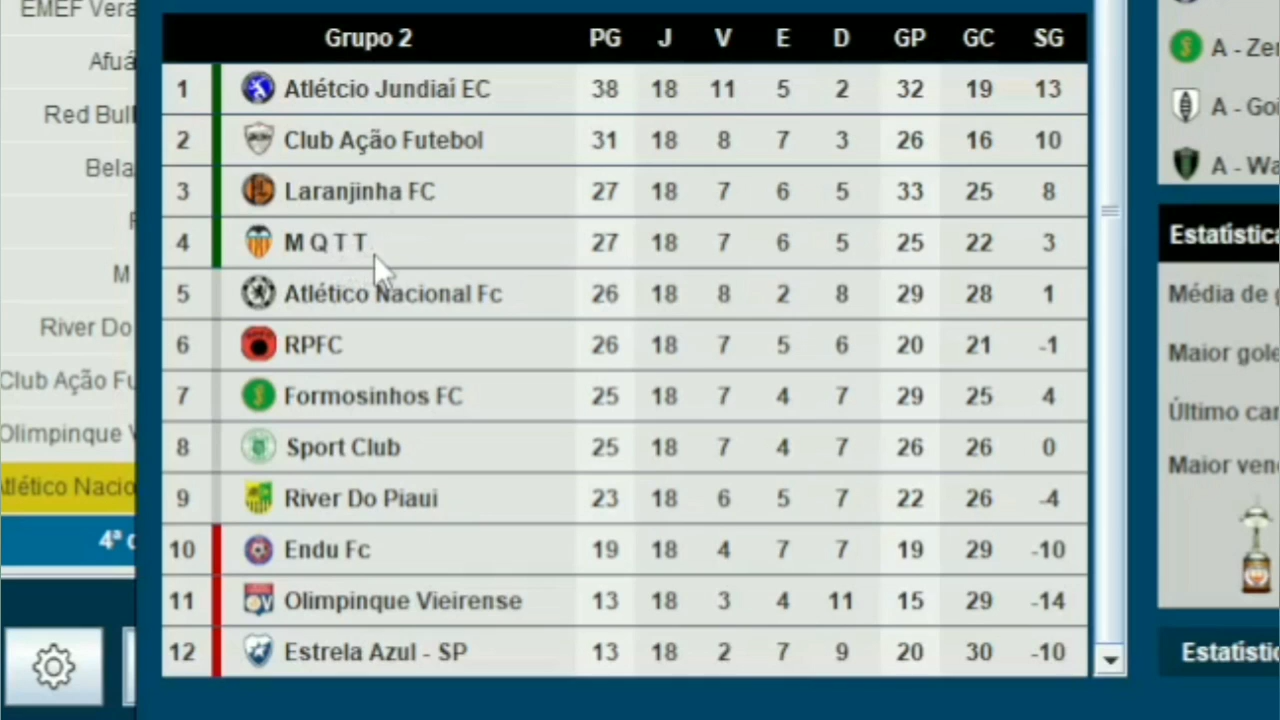 EMEF Vera
Afuá
Red Bull
Bela
M
River Do
Club Ação Fu
Olimpinque V
Atlético Nacio
4ª
Grupo 2 PG J V E D GP GC SG
1 Atlétcio Jundiaí EC 38 18 11 5 2 32 19 13
2 Club Ação Futebol 31 18 8 7 3 26 16 10
3 Laranjinha FC 27 18 7 6 5 33 25 8
4 M Q T T 27 18 7 6 5 25 22 3
5 Atlético Nacional Fc 26 18 8 2 8 29 28 1
6 RPFC 26 18 7 5 6 20 21 -1
7 Formosinhos FC 25 18 7 4 7 29 25 4
8 Sport Club 25 18 7 4 7 26 26 0
9 River Do Piaui 23 18 6 5 7 22 26 -4
10 Endu Fc 19 18 4 7 7 19 29 -10
11 Olimpinque Vieirense 13 18 3 4 11 15 29 -14
12 Estrela Azul - SP 13 18 2 7 9 20 30 -10
A - Zer
A - Goi
A - Wa
Estatística
Média de g
Maior gole
Último car
Maior ven
Estatístic